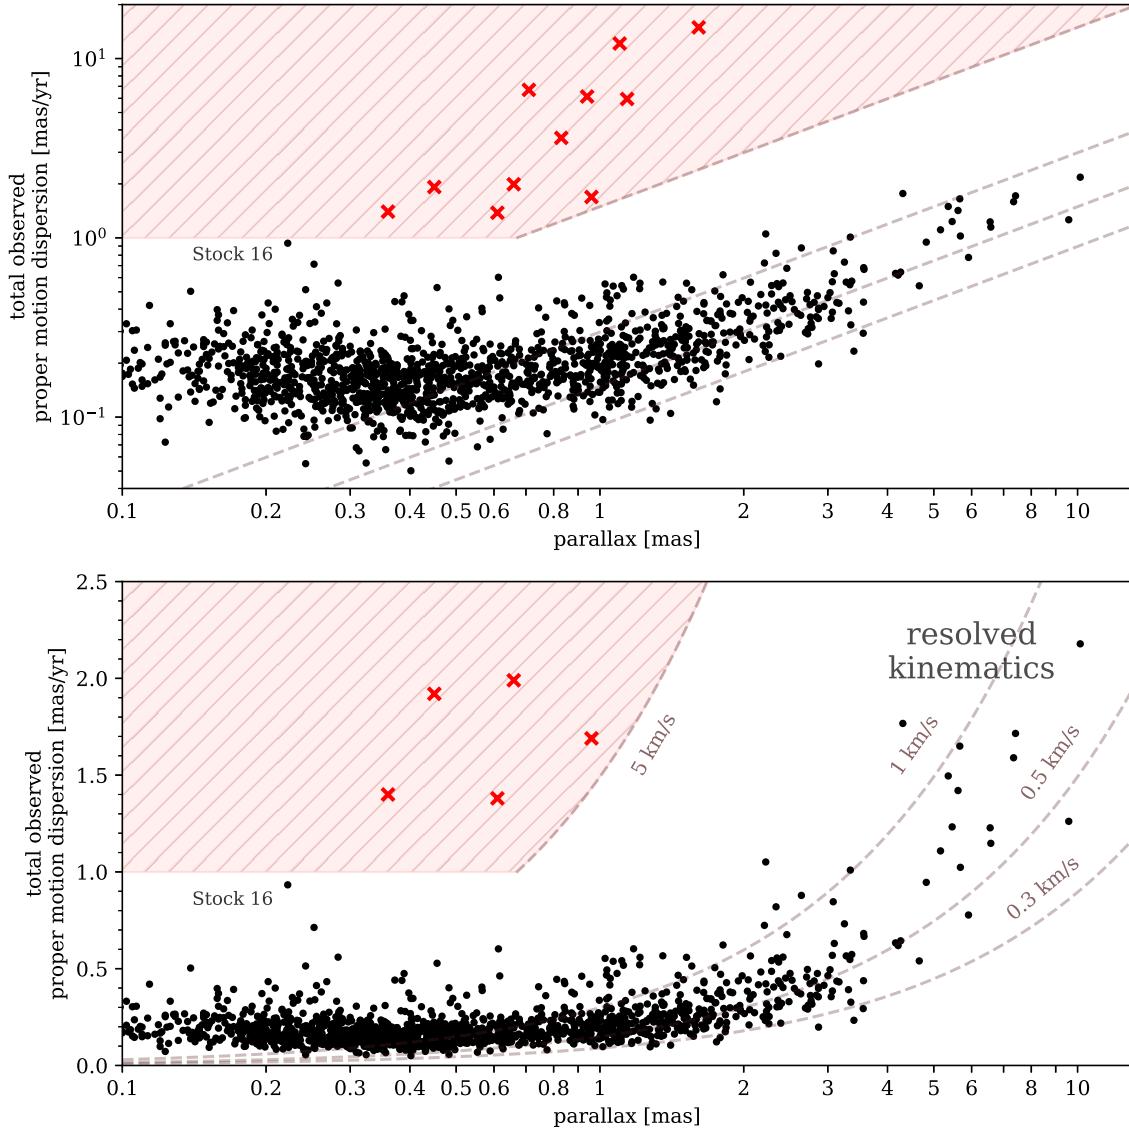 total observed
proper motion dispersion [mas/yr]
10¹
10⁰
10⁻¹
Stock 16
0.1 0.2 0.3 0.4 0.5 0.6 0.8 1 2 3 4 5 6 8 10
parallax [mas]
total observed
proper motion dispersion [mas/yr]
2.5
2.0
1.5
1.0
0.5
0.0
resolved
kinematics
5 km/s
1 km/s
0.5 km/s
0.3 km/s
Stock 16
0.1 0.2 0.3 0.4 0.5 0.6 0.8 1 2 3 4 5 6 8 10
parallax [mas]